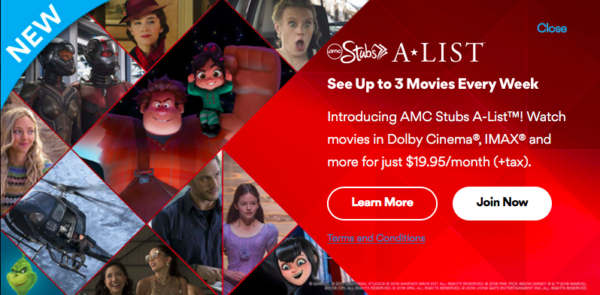 NEW
Close
amc Stubs A★LIST
See Up to 3 Movies Every Week
Introducing AMC Stubs A-List™! Watch
movies in Dolby Cinema®, IMAX® and
more for just $19.95/month (+tax).
Learn More
Join Now
Terms and Conditions